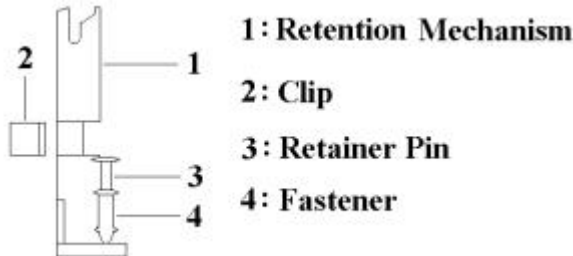 1: Retention Mechanism
2
1
2: Clip
3: Retainer Pin
3
4: Fastener
4